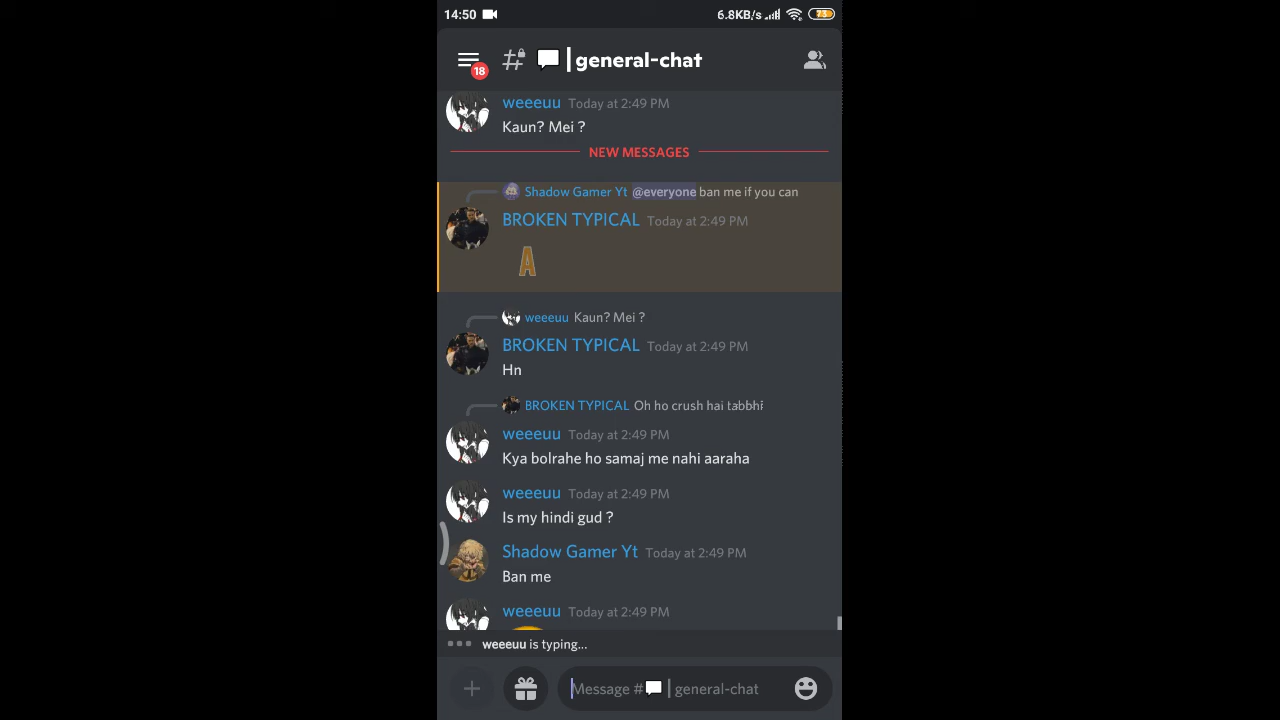 14:50 6.8KB/s 73
18 # general-chat
weeeuu Today at 2:49 PM
Kaun? Mei ?
NEW MESSAGES
Shadow Gamer Yt @everyone ban me if you can
BROKEN TYPICAL Today at 2:49 PM
A
weeeuu Kaun? Mei ?
BROKEN TYPICAL Today at 2:49 PM
Hn
BROKEN TYPICAL Oh ho crush hai tabbhi
weeeuu Today at 2:49 PM
Kya bolrahe ho samaj me nahi aaraha
weeeuu Today at 2:49 PM
Is my hindi gud ?
Shadow Gamer Yt Today at 2:49 PM
Ban me
weeeuu Today at 2:49 PM
weeeuu is typing...
Message #💬 | general-chat